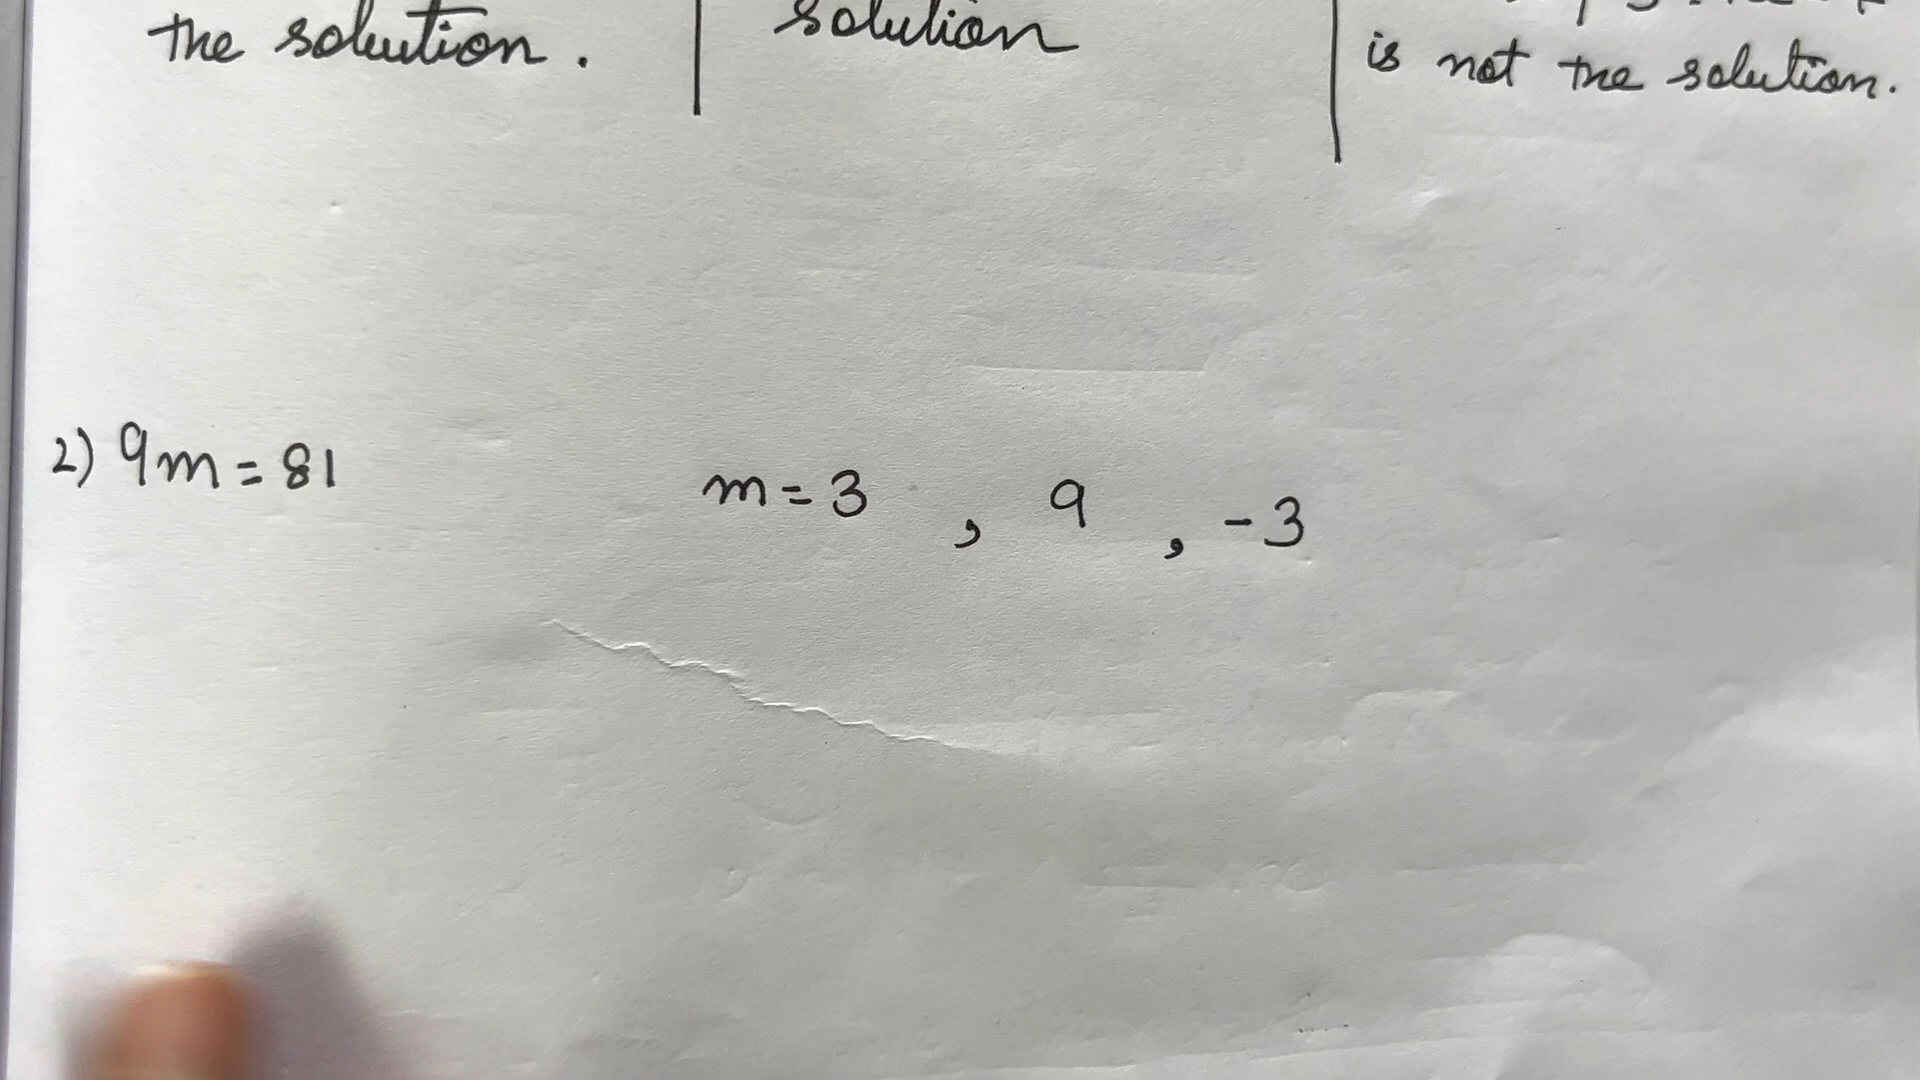 the solution.
solution
is not the solution.
2) 9m = 81
m = 3 , 9 , -3